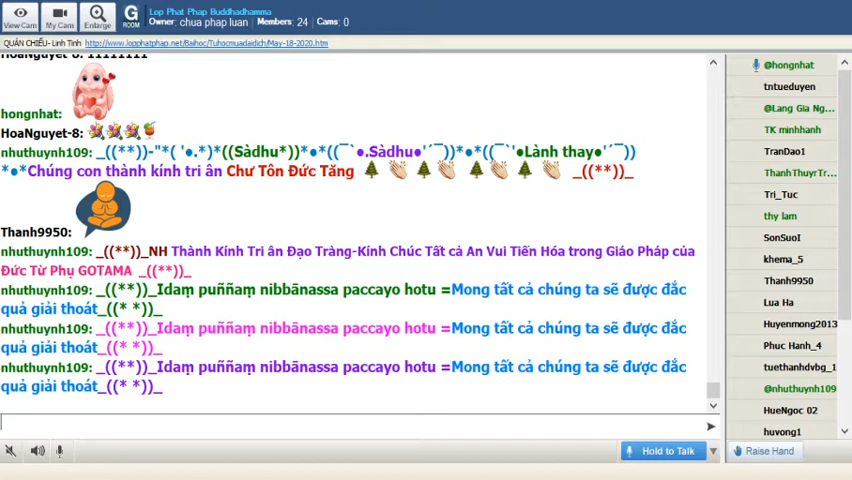 Lop Phat Phap Buddhadhamma
Owner: chua phap luan Members: 24 Cams: 0
View Cam
My Cam
Enlarge
G
ROOM
QUÁN CHIẾU- Linh Tinh http://www.lopphatphap.net/Baihoc/Tuhocmuadaidich/May-18-2020.htm
HoaNguyet-8: 11111111
hongnhat:
HoaNguyet-8:
nhuthuynh109: _((**)-"*( '●.*)*((Sàdhu*))*●*((¯`●.Sàdhu●'´¯))*●*((¯`'●Lành thay●'´¯))
*●*Chúng con thành kính tri ân Chư Tôn Đức Tăng _((**))_
Thanh9950:
nhuthuynh109: _((**)_NH Thành Kính Tri ân Đạo Tràng-Kính Chúc Tất cả An Vui Tiến Hóa trong Giáo Pháp của
Đức Từ Phụ GOTAMA _((**))_
nhuthuynh109: _((**))_Idaṃ puññaṃ nibbānassa paccayo hotu =Mong tất cả chúng ta sẽ được đắc
quả giải thoát_((* *))_
nhuthuynh109: _((**))_Idaṃ puññaṃ nibbānassa paccayo hotu =Mong tất cả chúng ta sẽ được đắc
quả giải thoát_((* *))_
nhuthuynh109: _((**))_Idaṃ puññaṃ nibbānassa paccayo hotu =Mong tất cả chúng ta sẽ được đắc
quả giải thoát_((* *))_
@hongnhat
tntueduyen
@Lang Gia Ng...
TK minhhanh
TranDao1
ThanhThuyrTr...
Tri_Tuc
thy lam
SonSuoI
khema_5
Thanh9950
Lua Ha
Huyenmong2013
Phuc Hanh_4
tuethanhdvbg_1
@nhuthuynh109
HueNgoc 02
huvong1
Hold to Talk
Raise Hand